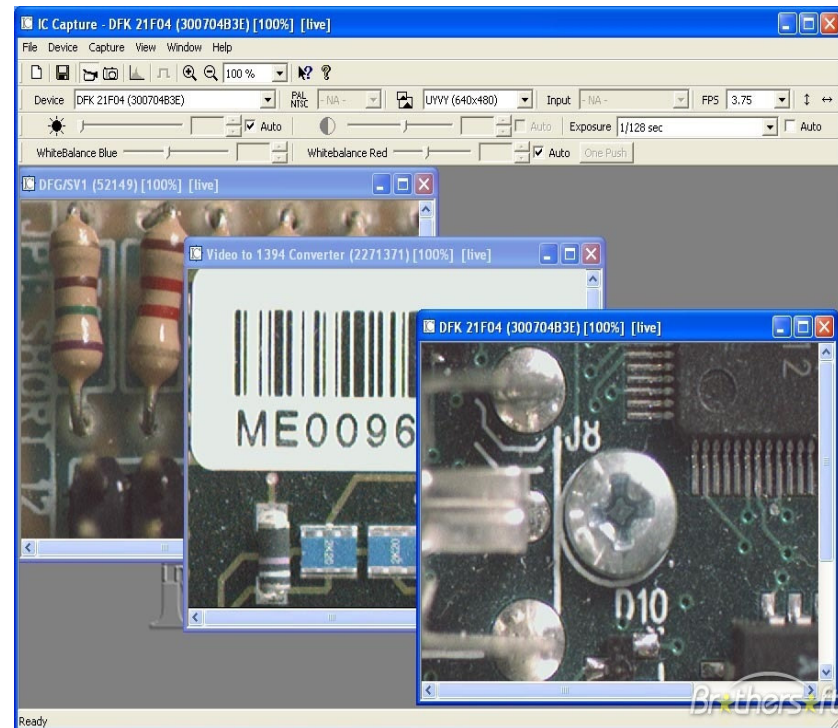 IC Capture - DFK 21F04 (300704B3E) [100%] [live]
File Device Capture View Window Help
100 %
Device DFK 21F04 (300704B3E) PAL NTSC - NA - UYVY (640x480) Input - NA - FPS 3.75
Auto Auto Exposure 1/128 sec Auto
WhiteBalance Blue Whitebalance Red Auto One Push
DFG/SV1 (52149) [100%] [live]
SHORT 12
Video to 1394 Converter (2271371) [100%] [live]
ME0096
DFK 21F04 (300704B3E) [100%] [live]
J8
D10
Ready
Brothersoft